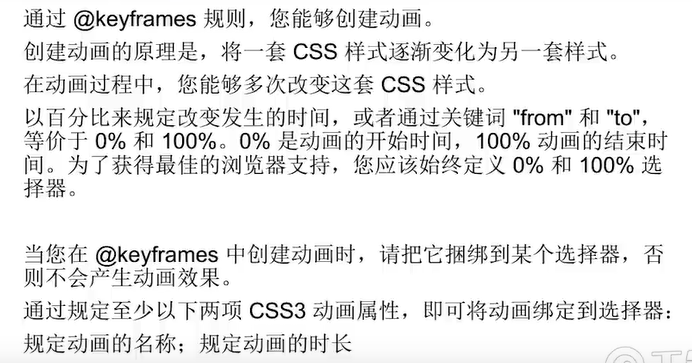 通过 @keyframes 规则，您能够创建动画。
创建动画的原理是，将一套 CSS 样式逐渐变化为另一套样式。
在动画过程中，您能够多次改变这套 CSS 样式。
以百分比来规定改变发生的时间，或者通过关键词 "from" 和 "to"，
等价于 0% 和 100%。0% 是动画的开始时间，100% 动画的结束时
间。为了获得最佳的浏览器支持，您应该始终定义 0% 和 100% 选
择器。
当您在 @keyframes 中创建动画时，请把它捆绑到某个选择器，否
则不会产生动画效果。
通过规定至少以下两项 CSS3 动画属性，即可将动画绑定到选择器：
规定动画的名称；规定动画的时长